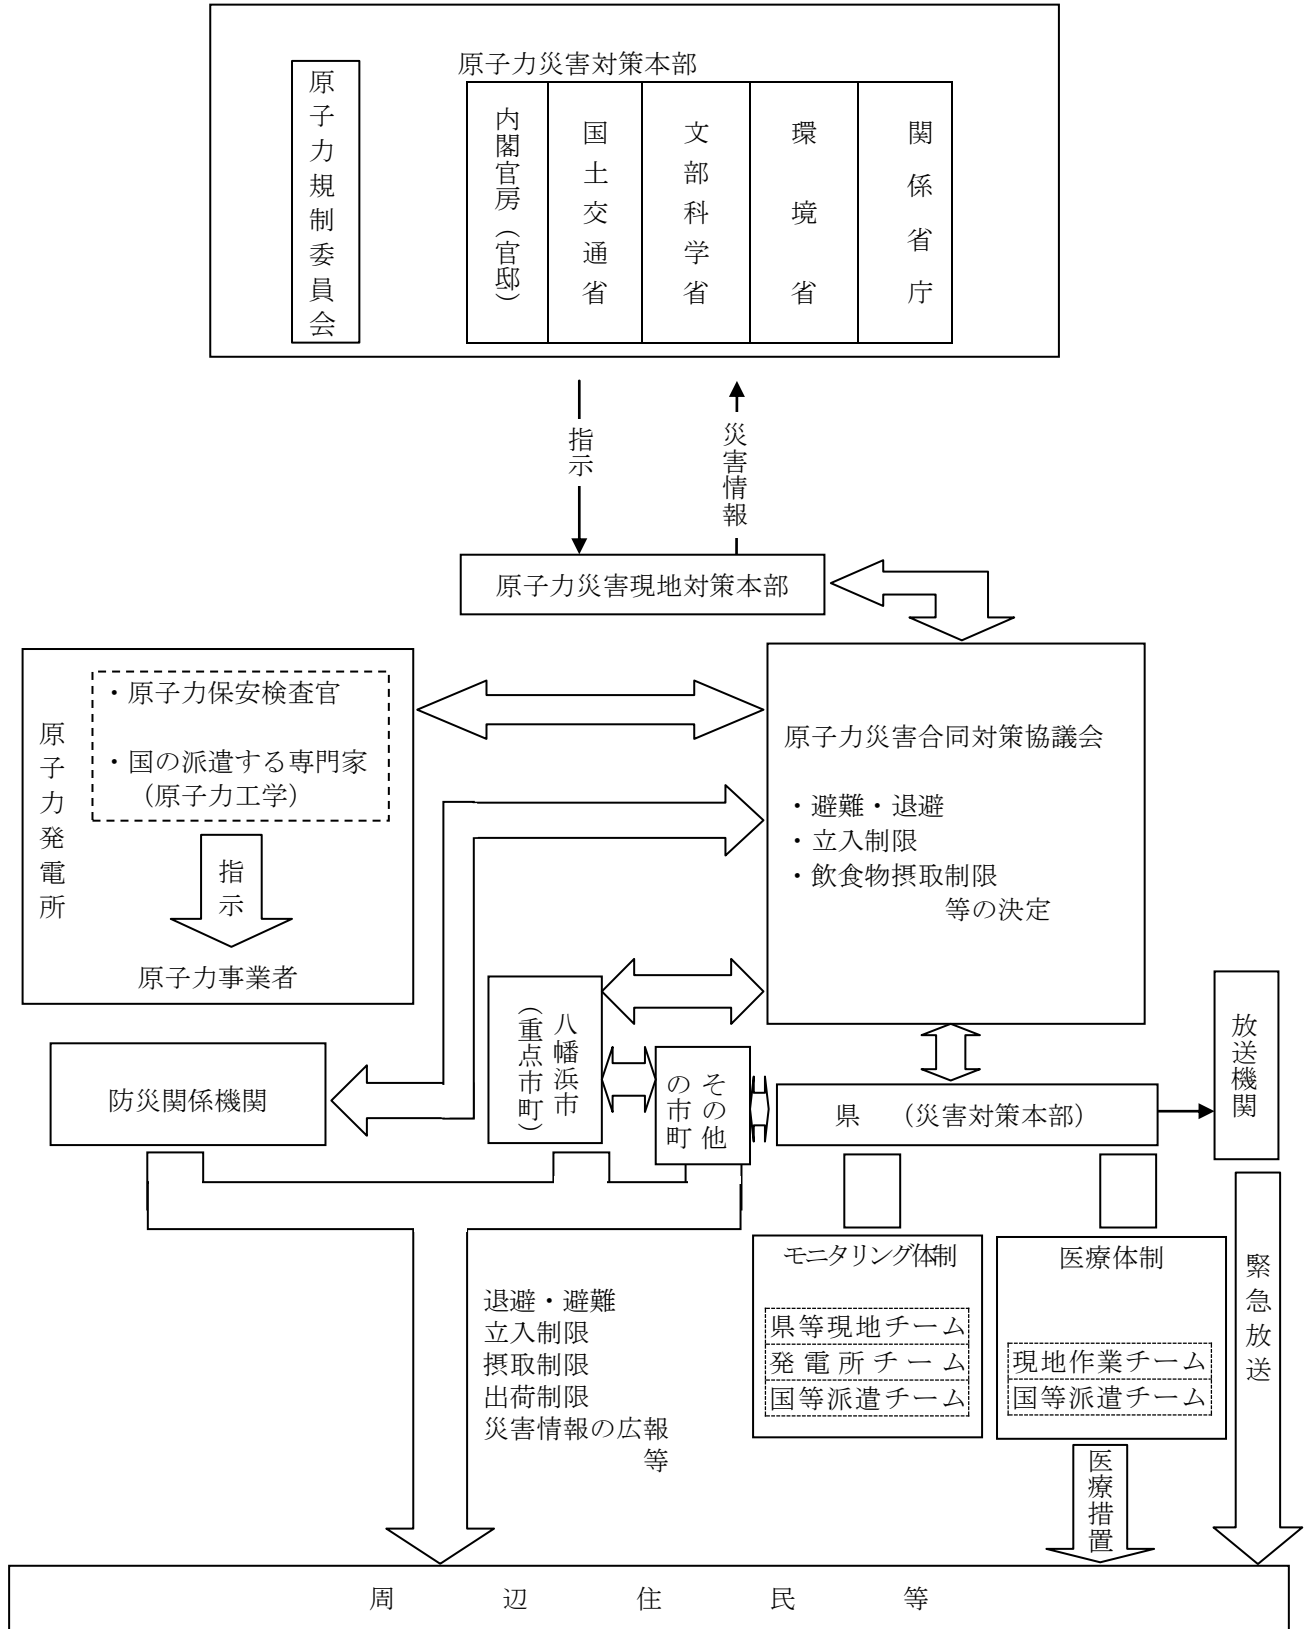 原子力災害対策本部
原子力規制委員会
内閣官房（官邸）
国土交通省
文部科学省
環境省
関係省庁
指示
災害情報
原子力災害現地対策本部
原子力発電所
・原子力保安検査官
・国の派遣する専門家
（原子力工学）
指示
原子力事業者
原子力災害合同対策協議会
・避難・退避
・立入制限
・飲食物摂取制限
等の決定
防災関係機関
八幡浜市
（重点市町）
その他
の市町
県　（災害対策本部）
放送機関
モニタリング体制
県等現地チーム
発電所チーム
国等派遣チーム
医療体制
現地作業チーム
国等派遣チーム
緊急放送
退避・避難
立入制限
摂取制限
出荷制限
災害情報の広報
等
医療措置
周辺住民等